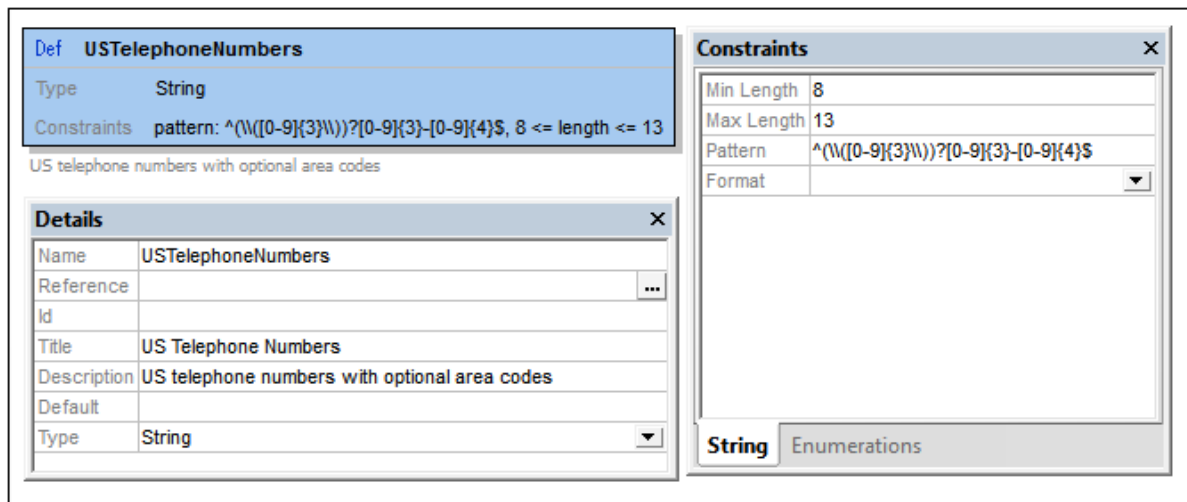 Def USTelephoneNumbers
Type String
Constraints pattern: ^(\\([0-9]{3}\\))?[0-9]{3}-[0-9]{4}$, 8 <= length <= 13
US telephone numbers with optional area codes
Details
Name USTelephoneNumbers
Reference ...
Id
Title US Telephone Numbers
Description US telephone numbers with optional area codes
Default
Type String
Constraints
Min Length 8
Max Length 13
Pattern ^(\\([0-9]{3}\\))?[0-9]{3}-[0-9]{4}$
Format
String Enumerations